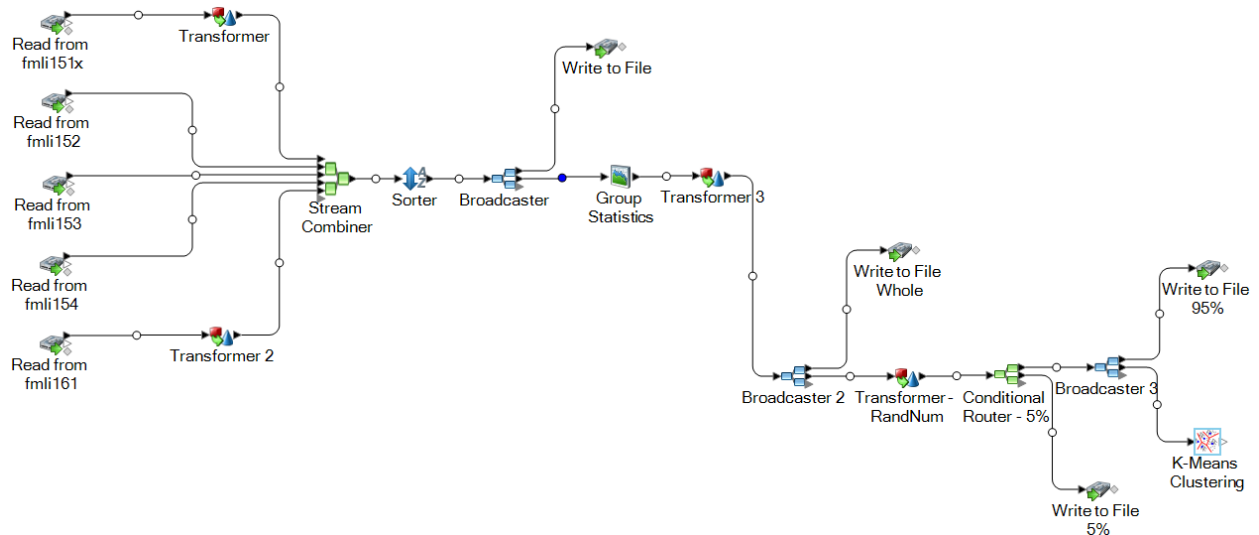 Read from
fmli151x
Transformer
Read from
fmli152
Read from
fmli153
Read from
fmli154
Read from
fmli161
Transformer 2
Stream
Combiner
Sorter
Broadcaster
Write to File
Group
Statistics
Transformer 3
Write to File
Whole
Broadcaster 2
Transformer-
RandNum
Conditional
Router - 5%
Write to File
95%
Broadcaster 3
K-Means
Clustering
Write to File
5%